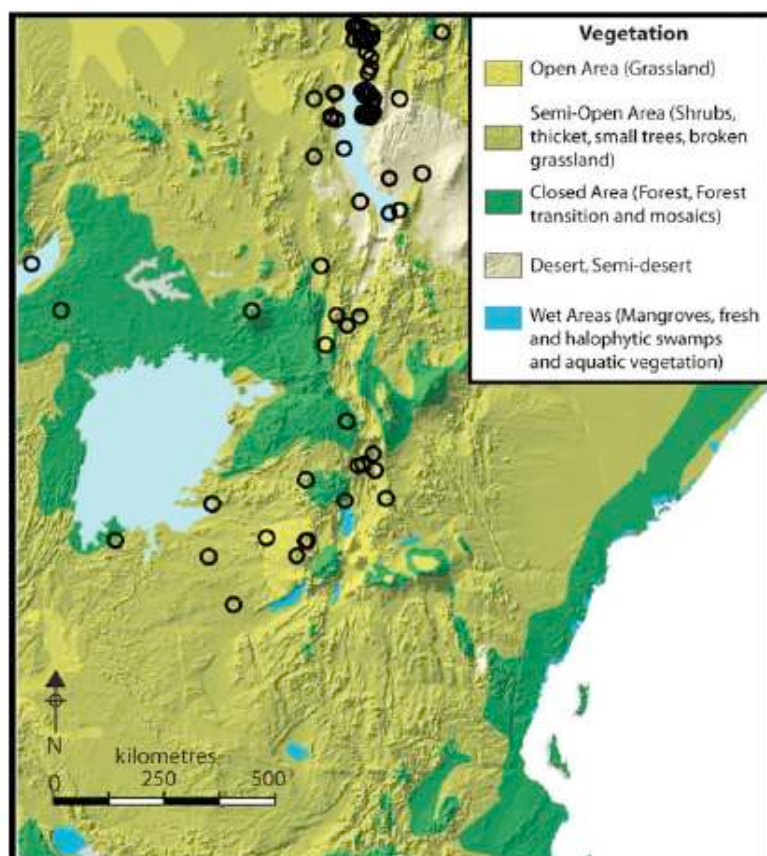 Vegetation
Open Area (Grassland)
Semi-Open Area (Shrubs,
thicket, small trees, broken
grassland)
Closed Area (Forest, Forest
transition and mosaics)
Desert, Semi-desert
Wet Areas (Mangroves, fresh
and halophytic swamps
and aquatic vegetation)
N
kilometres
0 250 500